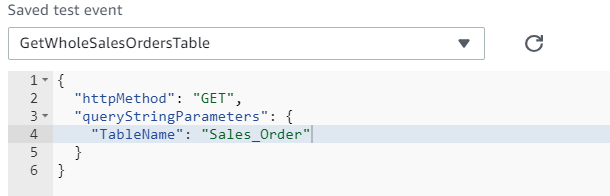 Saved test event
GetWholeSalesOrdersTable
1 {
2 "httpMethod": "GET",
3 "queryStringParameters": {
4 "TableName": "Sales_Order"
5 }
6 }